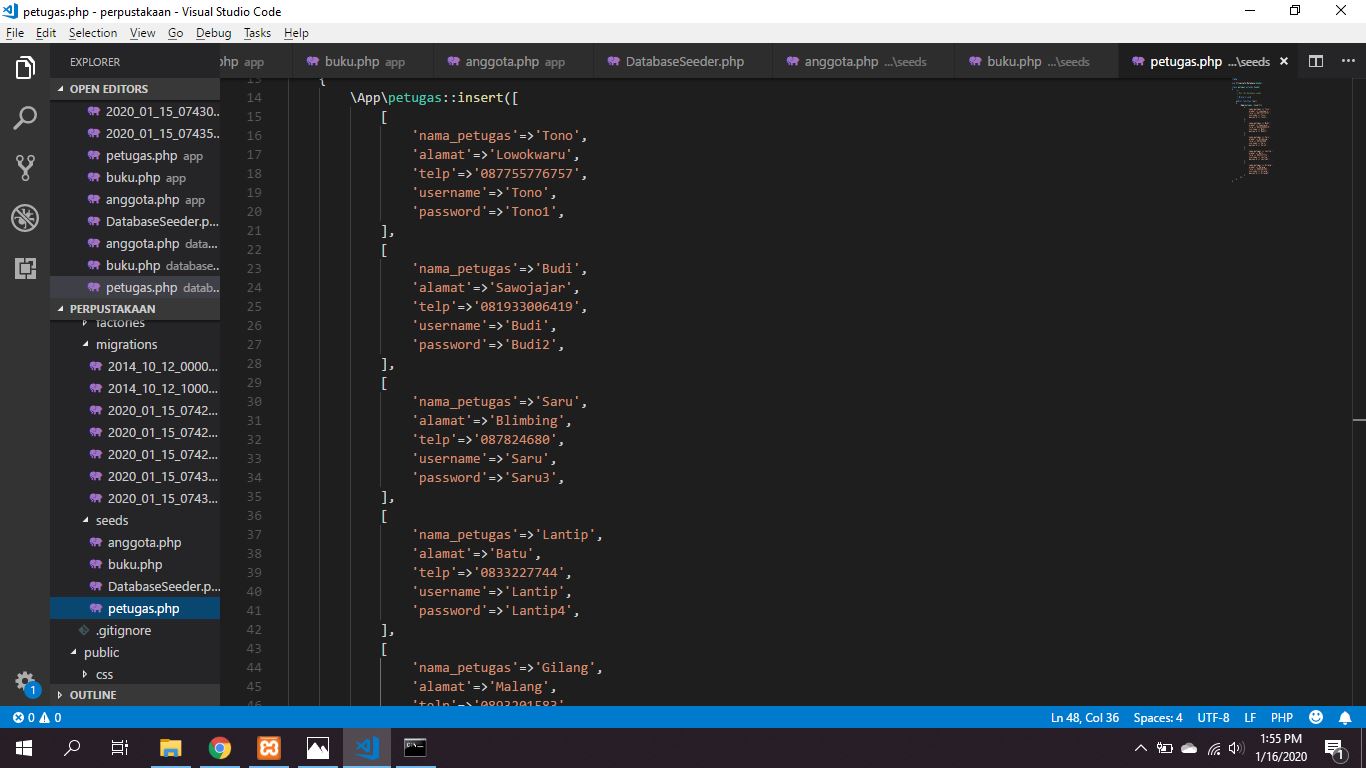 petugas.php - perpustakaan - Visual Studio Code
File Edit Selection View Go Debug Tasks Help
EXPLORER
php app
buku.php app
anggota.php app
DatabaseSeeder.php
anggota.php ...\seeds
buku.php ...\seeds
petugas.php ...\seeds
OPEN EDITORS
2020_01_15_07430...
2020_01_15_07435...
petugas.php app
buku.php app
anggota.php app
DatabaseSeeder.p...
anggota.php data...
buku.php database...
petugas.php datab...
PERPUSTAKAAN
factories
migrations
2014_10_12_0000...
2014_10_12_1000...
2020_01_15_0742...
2020_01_15_0742...
2020_01_15_0742...
2020_01_15_0743...
2020_01_15_0743...
seeds
anggota.php
buku.php
DatabaseSeeder.p...
petugas.php
.gitignore
public
css
OUTLINE
13 {
14 \App\petugas::insert([
15 [
16 'nama_petugas'=>'Tono',
17 'alamat'=>'Lowokwaru',
18 'telp'=>'087755776757',
19 'username'=>'Tono',
20 'password'=>'Tono1',
21 ],
22 [
23 'nama_petugas'=>'Budi',
24 'alamat'=>'Sawojajar',
25 'telp'=>'081933006419',
26 'username'=>'Budi',
27 'password'=>'Budi2',
28 ],
29 [
30 'nama_petugas'=>'Saru',
31 'alamat'=>'Blimbing',
32 'telp'=>'087824680',
33 'username'=>'Saru',
34 'password'=>'Saru3',
35 ],
36 [
37 'nama_petugas'=>'Lantip',
38 'alamat'=>'Batu',
39 'telp'=>'0833227744',
40 'username'=>'Lantip',
41 'password'=>'Lantip4',
42 ],
43 [
44 'nama_petugas'=>'Gilang',
45 'alamat'=>'Malang',
46 'telp'=>'0893201583',
1
0 0
Ln 48, Col 36 Spaces: 4 UTF-8 LF PHP
1:55 PM
1/16/2020
1